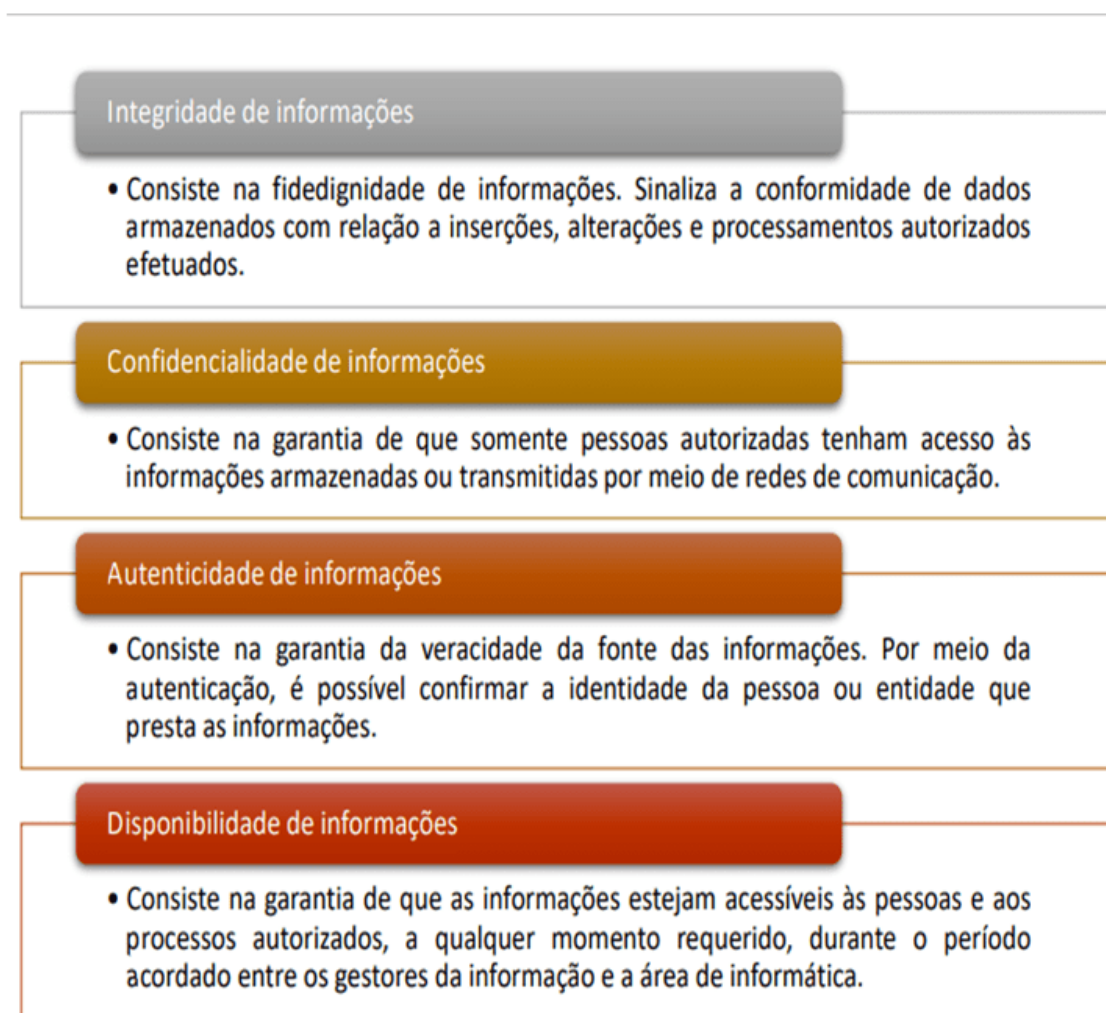 Integridade de informações
• Consiste na fidedignidade de informações. Sinaliza a conformidade de dados
armazenados com relação a inserções, alterações e processamentos autorizados
efetuados.
Confidencialidade de informações
• Consiste na garantia de que somente pessoas autorizadas tenham acesso às
informações armazenadas ou transmitidas por meio de redes de comunicação.
Autenticidade de informações
• Consiste na garantia da veracidade da fonte das informações. Por meio da
autenticação, é possível confirmar a identidade da pessoa ou entidade que
presta as informações.
Disponibilidade de informações
• Consiste na garantia de que as informações estejam acessíveis às pessoas e aos
processos autorizados, a qualquer momento requerido, durante o período
acordado entre os gestores da informação e a área de informática.